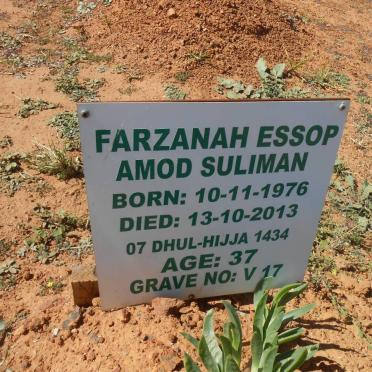 FARZANAH ESSOP
AMOD SULIMAN
BORN: 10-11-1976
DIED: 13-10-2013
07 DHUL-HIJJA 1434
AGE: 37
GRAVE NO: V 17